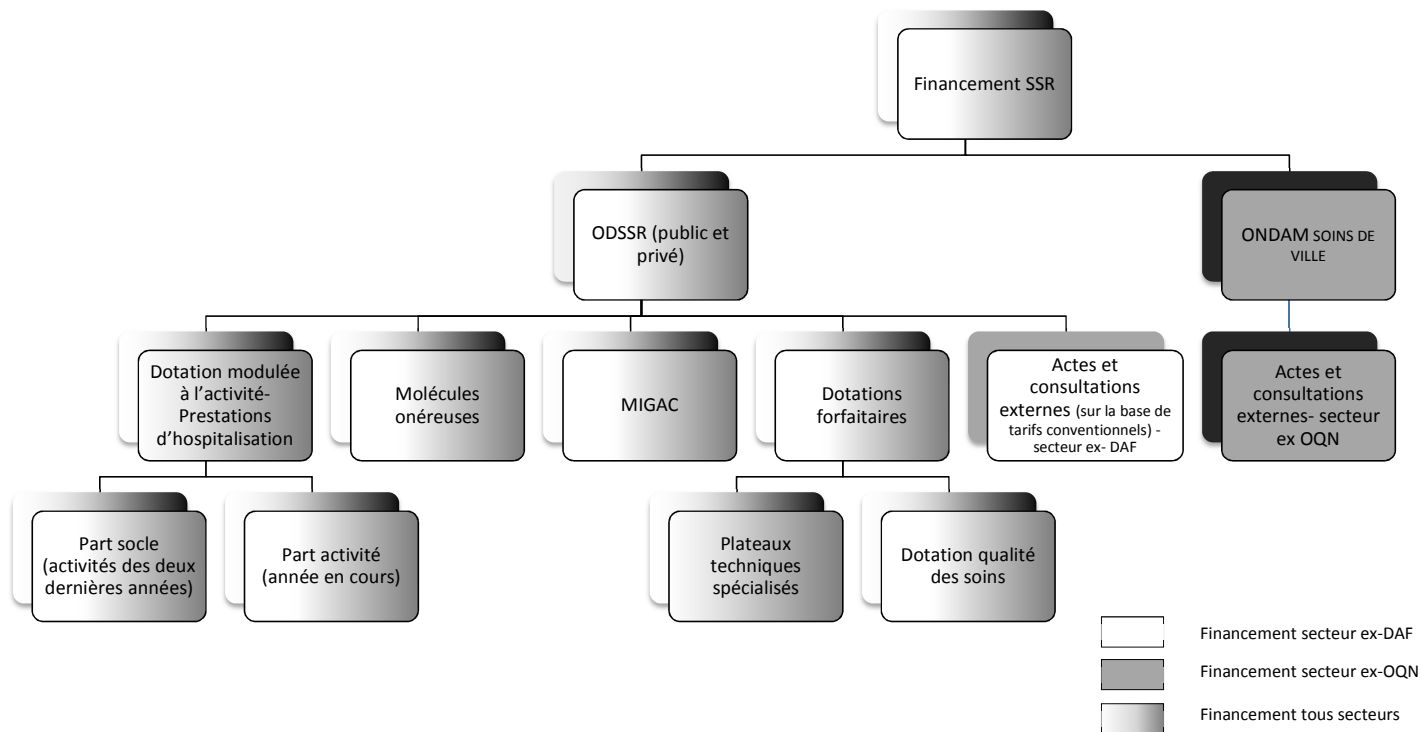 Financement SSR
ODSSR (public et
privé)
ONDAM SOINS DE
VILLE
Dotation modulée
à l'activité-
Prestations
d'hospitalisation
Molécules
onéreuses
MIGAC
Dotations
forfaitaires
Actes et
consultations
externes (sur la base de
tarifs conventionnels) -
secteur ex- DAF
Actes et
consultations
externes- secteur
ex OQN
Part socle
(activités des deux
dernières années)
Part activité
(année en cours)
Plateaux
techniques
spécialisés
Dotation qualité
des soins
Financement secteur ex-DAF
Financement secteur ex-OQN
Financement tous secteurs